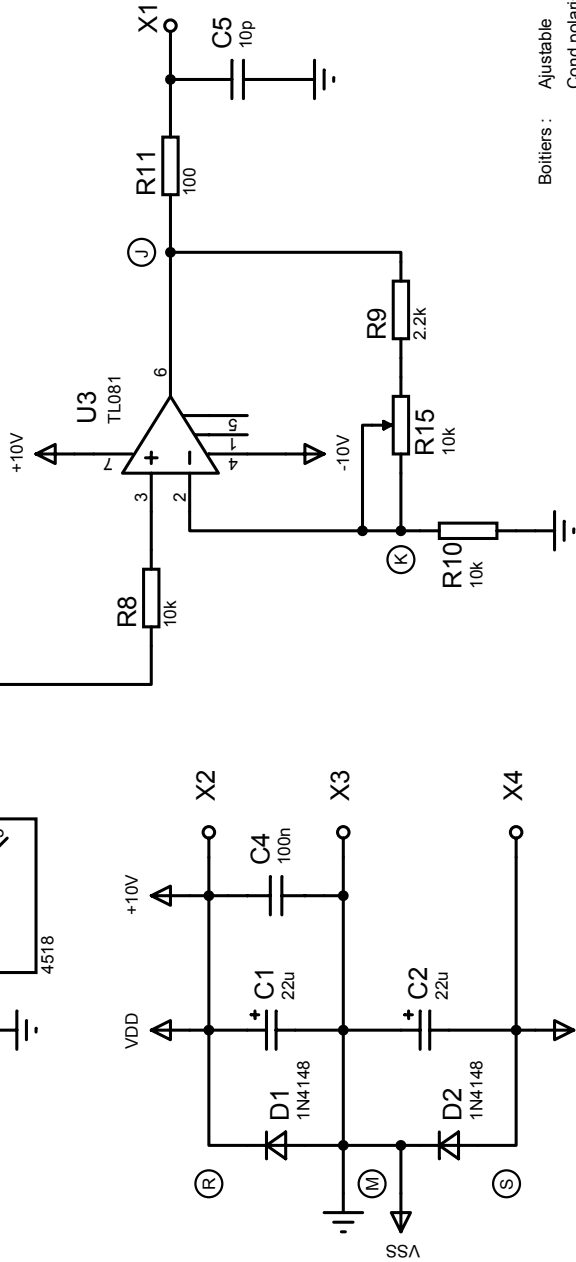 X1
C5
10p
R11
100
J
+10V
U3
TL081
7
6
3
2
5
1
4
-10V
R8
10k
R9
2.2k
R15
10k
K
R10
10k
Boitiers :
Ajustable
4518
VDD
+10V
X2
C4
100n
C1
22u
+
D1
1N4148
R
X3
M
VSS
C2
22u
+
D2
1N4148
S
X4